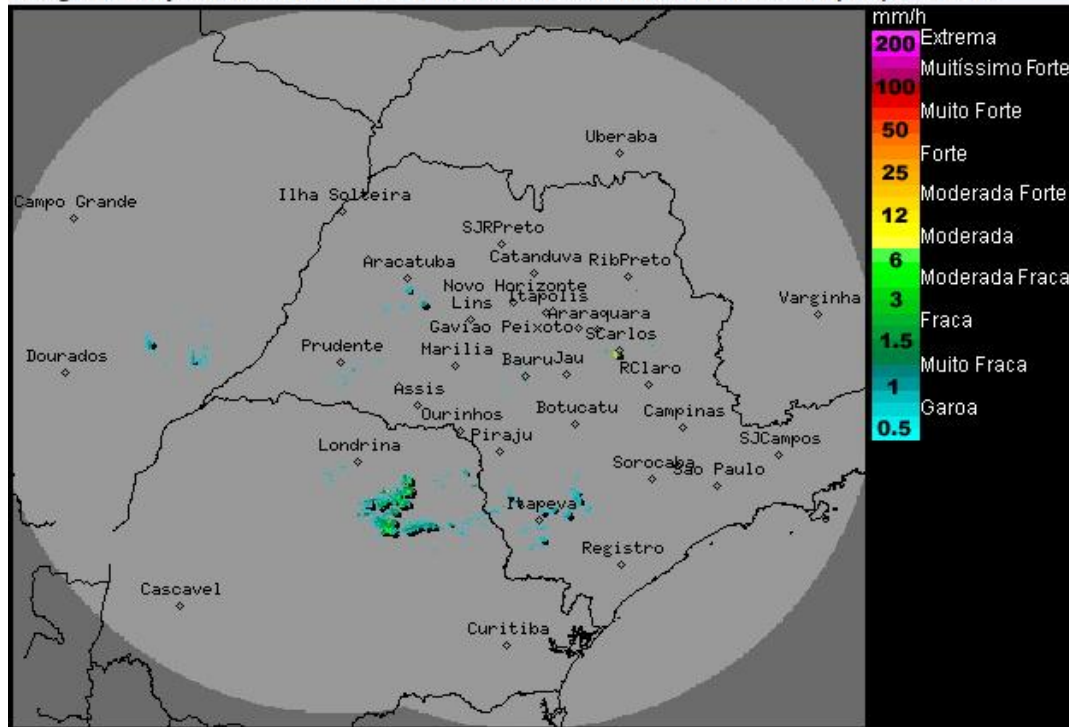 mm/h
200 Extrema
Muitíssimo Forte
100
Muito Forte
50
Forte
25
Moderada Forte
12
Moderada
6
Moderada Fraca
3
Fraca
1.5
Muito Fraca
1
Garoa
0.5
Uberaba
Campo Grande
Ilha Solteira
SJRPreto
Aracatuba
Catanduva
RibPreto
Novo Horizonte
Lins
Itapolis
Varginha
Araraquara
Gaviao Peixoto
SCarlos
Dourados
Prudente
Marilia
Bauru
Jau
RClaro
Assis
Ourinhos
Botucatu
Campinas
Piraju
Londrina
SJCampos
Sorocaba
Sao Paulo
Itapeva
Registro
Cascavel
Curitiba